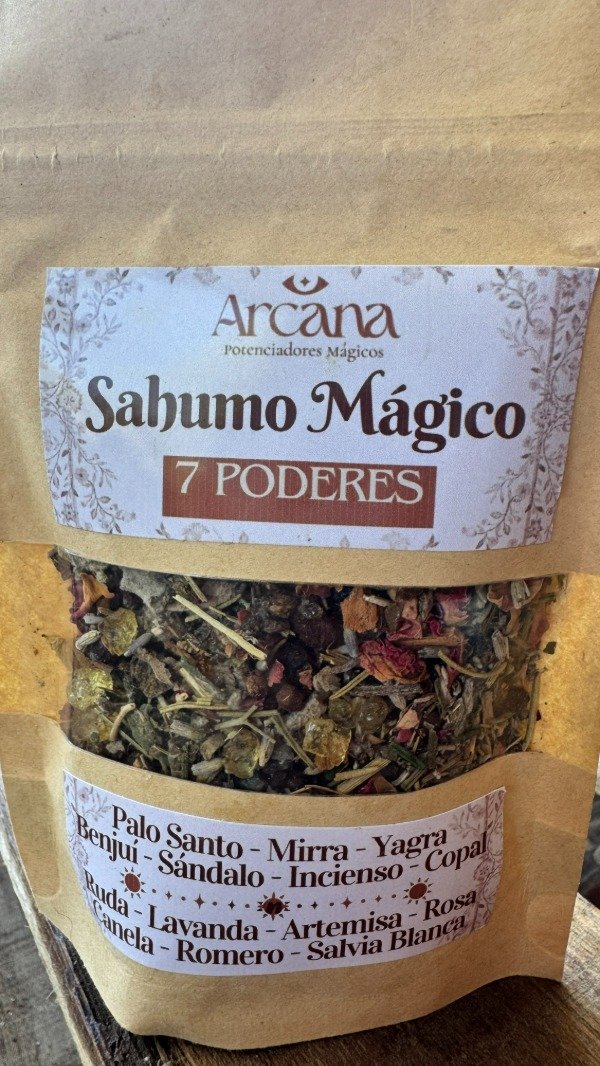 Arcana
Potenciadores Mágicos
Sahumo Mágico
7 PODERES
Palo Santo - Mirra - Yagra
Benjuí - Sándalo - Incienso - Copal
Ruda - Lavanda - Artemisa - Rosa
Canela - Romero - Salvia Blanca